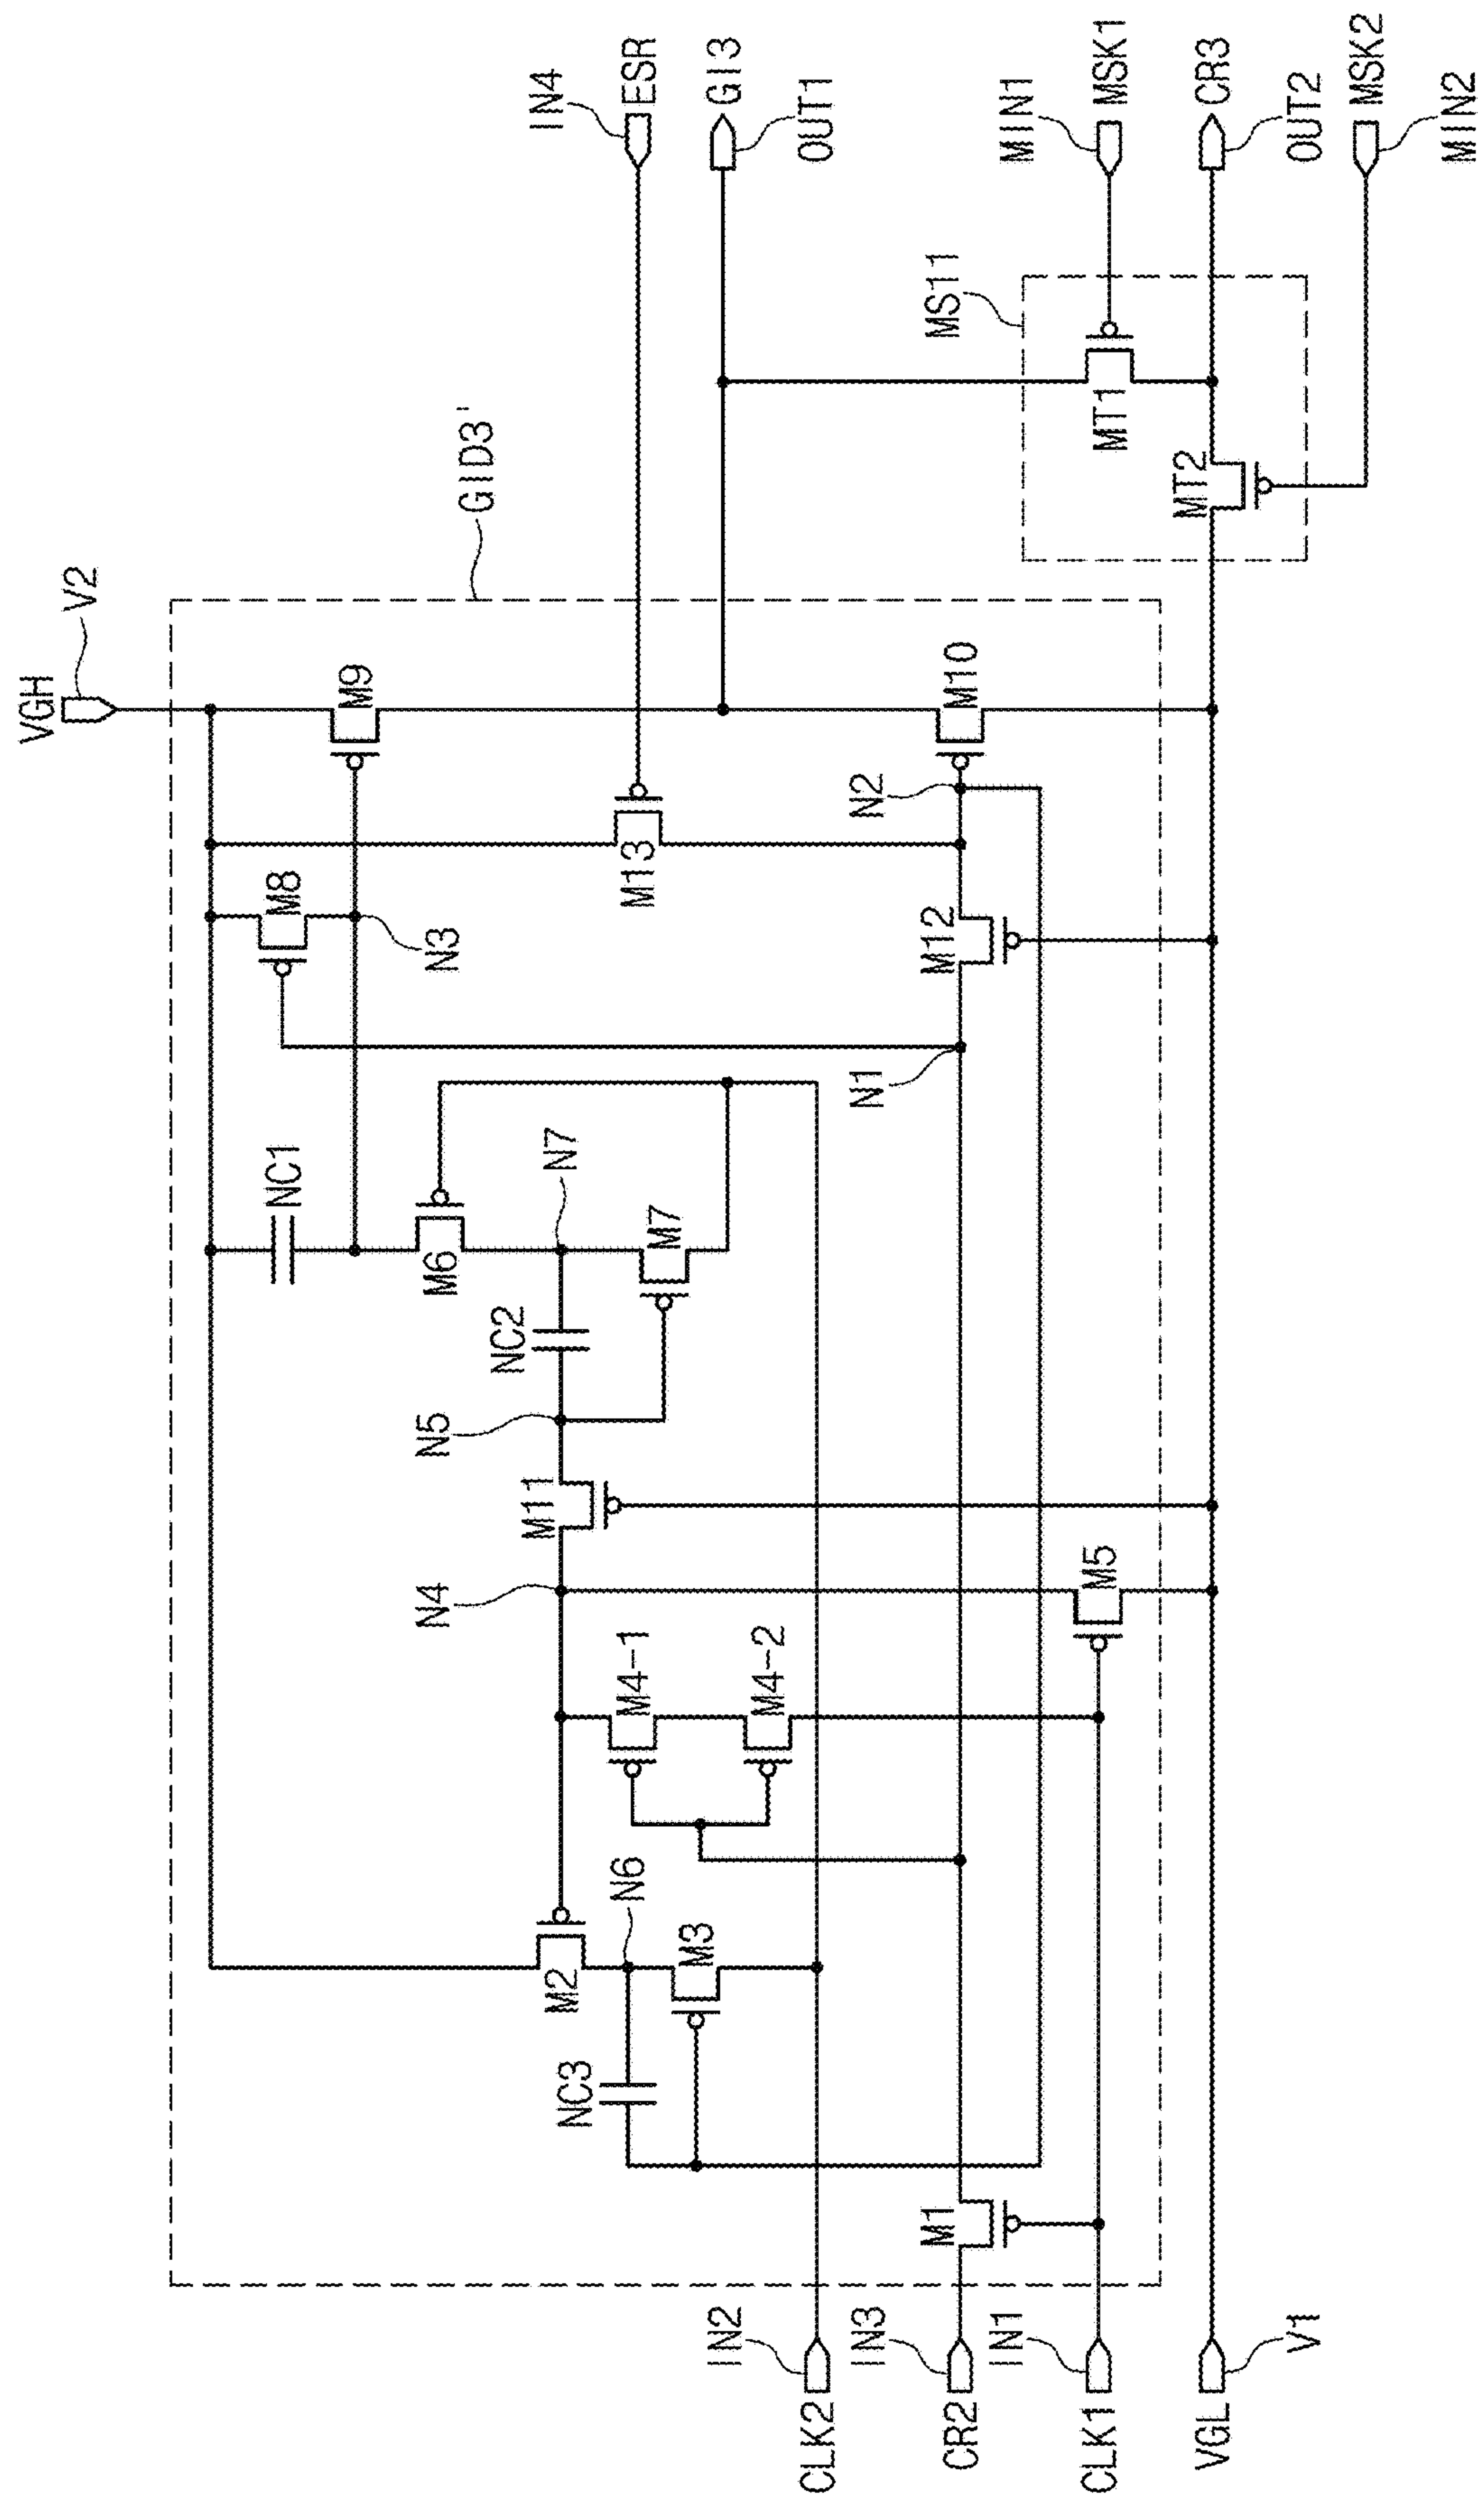 VGH
V2
GID3'
IN4
ESR
GI3
OUT1
MIN1
MSK1
CR3
OUT2
MSK2
MIN2
MS11
MT1
MT2
M9
M10
N2
M13
M8
N3
M12
N1
NC1
N7
M6
M7
NC2
N5
M11
N4
M5
M4-1
M4-2
N6
M2
M3
NC3
M1
IN2
CLK2
IN3
CR2
IN1
CLK1
VGL
V1